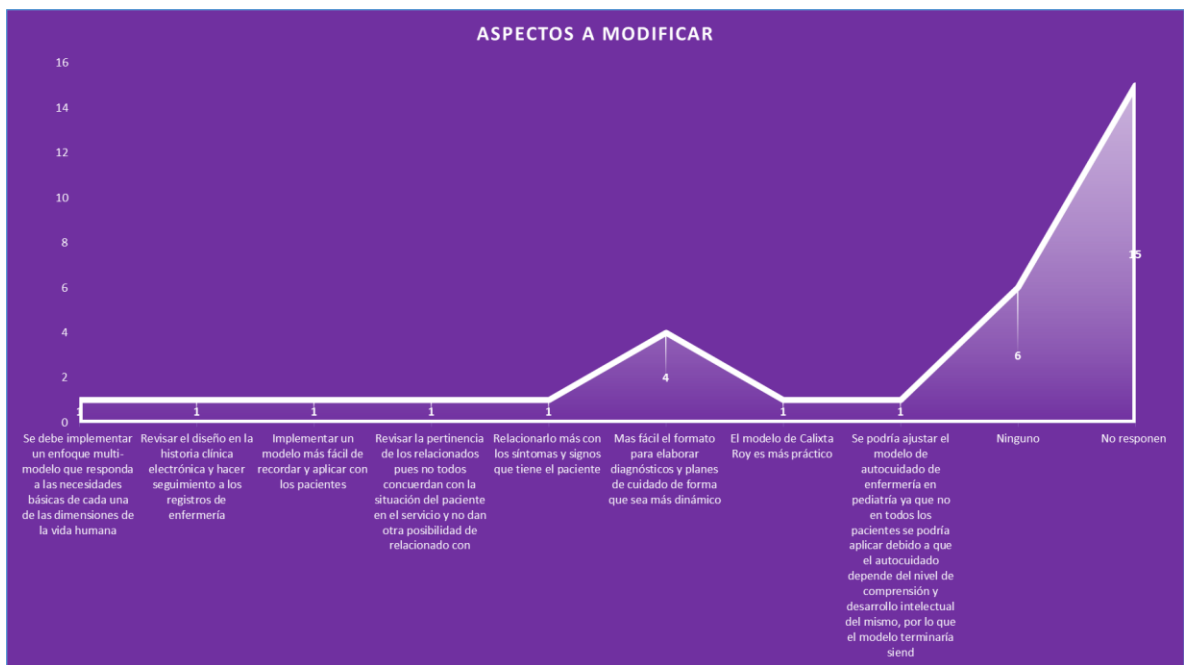 ASPECTOS A MODIFICAR
16
14
12
10
8
6
4
2
0
1
1
1
1
1
4
1
1
6
15
Se debe implementar
un enfoque multi-
modelo que responda
a las necesidades
básicas de cada una
de las dimensiones de
la vida humana
Revisar el diseño en la
historia clínica
electrónica y hacer
seguimiento a los
registros de
enfermería
Implementar un
modelo más fácil de
recordar y aplicar con
los pacientes
Revisar la pertinencia
de los relacionados
pues no todos
concuerdan con la
situación del paciente
en el servicio y no dan
otra posibilidad de
relacionado con
Relacionarlo más con
los síntomas y signos
que tiene el paciente
Mas fácil el formato
para elaborar
diagnósticos y planes
de cuidado de forma
que sea más dinámico
El modelo de Calixta
Roy es más práctico
Se podría ajustar el
modelo de
autocuidado de
enfermería en
pediatría ya que no
en todos los
pacientes se podría
aplicar debido a que
el autocuidado
depende del nivel de
comprensión y
desarrollo intelectual
del mismo, por lo que
el modelo terminaría
siend
Ninguno
No responen